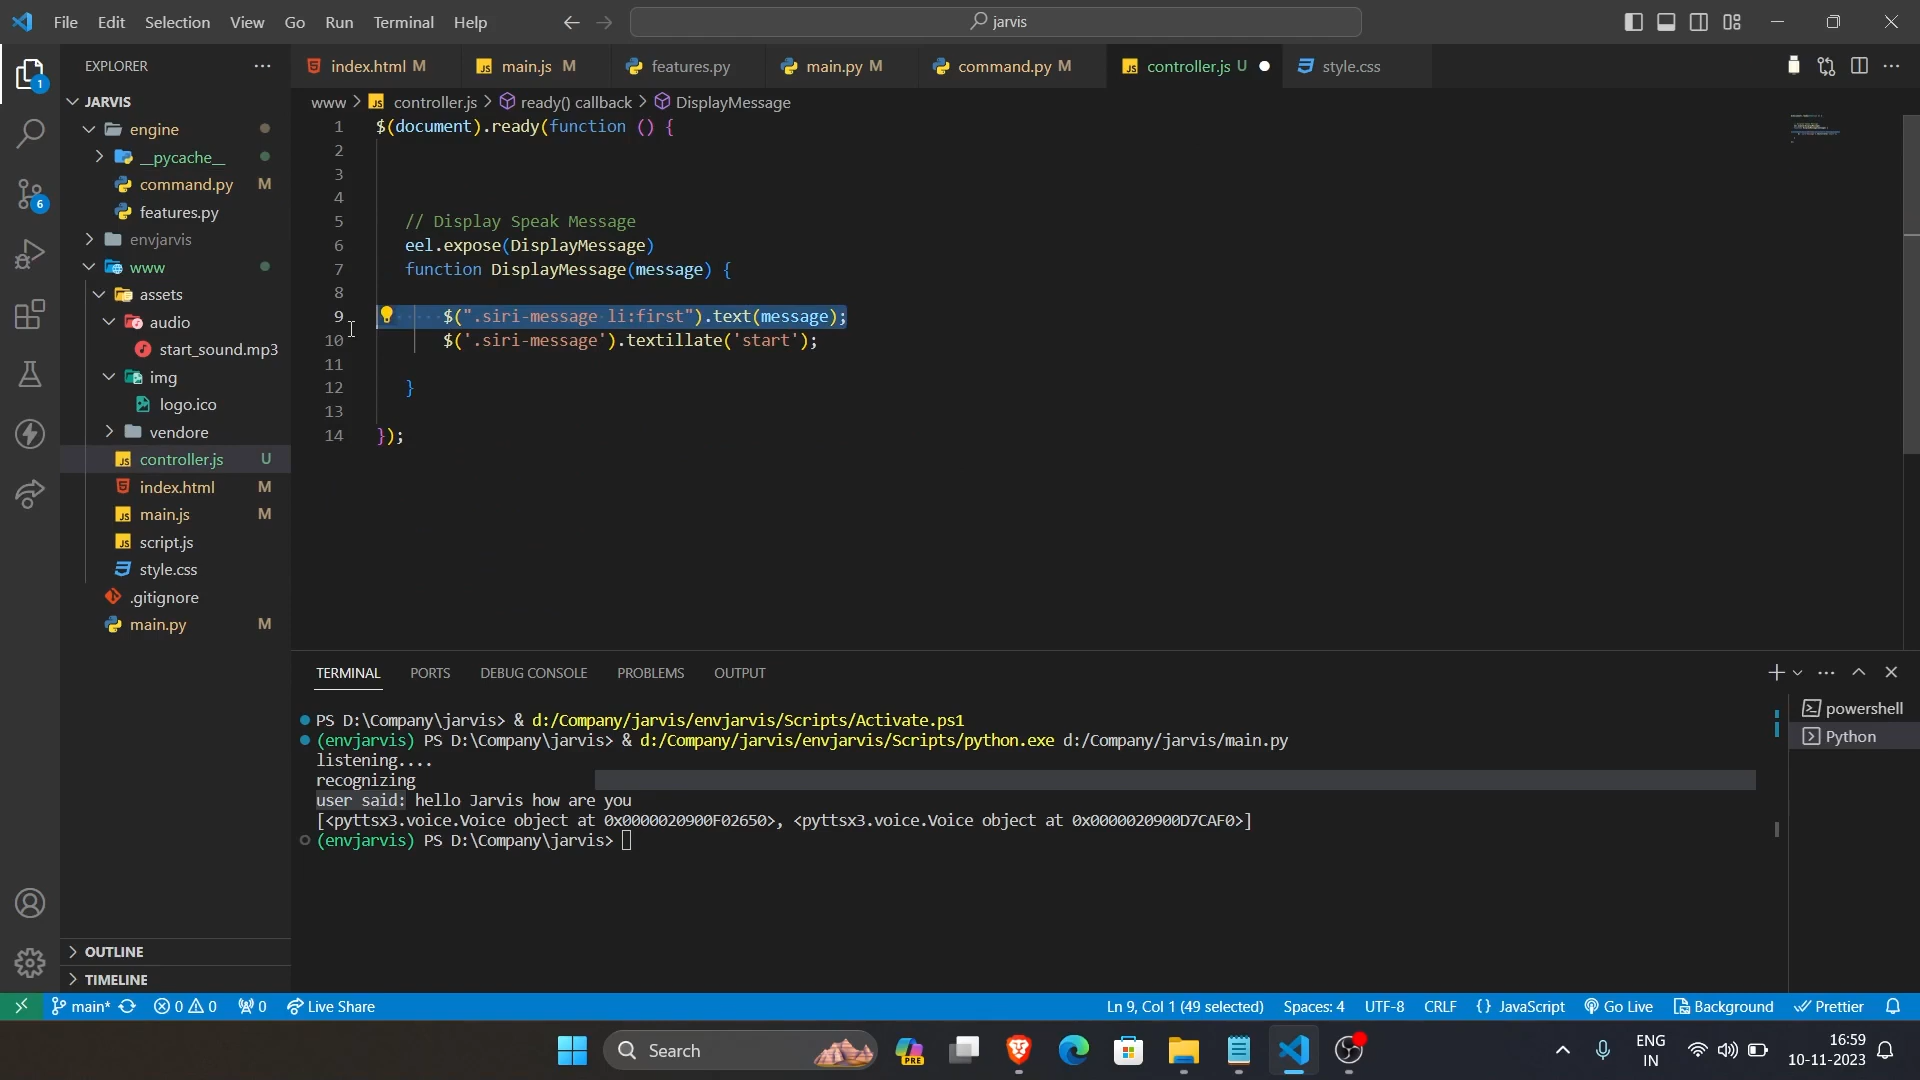 File Edit Selection View Go Run Terminal Help
jarvis
EXPLORER
index.html M
main.js M
features.py
main.py M
command.py M
controller.js U
style.css
www > controller.js > ready() callback > DisplayMessage
JARVIS
engine
__pycache__
command.py M
features.py
envjarvis
www
assets
audio
start_sound.mp3
img
logo.ico
vendore
controller.js U
index.html M
main.js M
script.js
style.css
.gitignore
main.py M
OUTLINE
TIMELINE
1 $(document).ready(function () {
2
3
4
5 // Display Speak Message
6 eel.expose(DisplayMessage)
7 function DisplayMessage(message) {
8
9 $(".siri-message li:first").text(message);
10 $('.siri-message').textillate('start');
11
12 }
13
14 });
TERMINAL PORTS DEBUG CONSOLE PROBLEMS OUTPUT
PS D:\Company\jarvis> & d:/Company/jarvis/envjarvis/Scripts/Activate.ps1
(envjarvis) PS D:\Company\jarvis> & d:/Company/jarvis/envjarvis/Scripts/python.exe d:/Company/jarvis/main.py
listening....
recognizing
user said: hello Jarvis how are you
[<pyttsx3.voice.Voice object at 0x0000020900F02650>, <pyttsx3.voice.Voice object at 0x0000020900D7CAF0>]
(envjarvis) PS D:\Company\jarvis>
powershell
Python
1
6
main* 0 0 0 Live Share
Ln 9, Col 1 (49 selected) Spaces: 4 UTF-8 CRLF {} JavaScript Go Live Background Prettier
Search
PRE
ENG
IN
16:59
10-11-2023